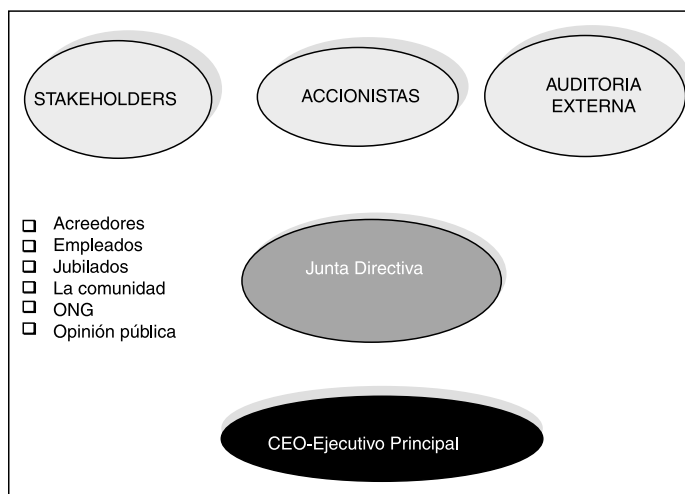 STAKEHOLDERS
ACCIONISTAS
AUDITORIA
EXTERNA
Acreedores
Empleados
Jubilados
La comunidad
ONG
Opinión pública
Junta Directiva
CEO-Ejecutivo Principal